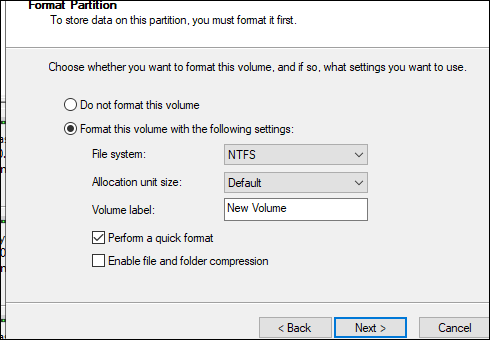 Format Partition
To store data on this partition, you must format it first.
Choose whether you want to format this volume, and if so, what settings you want to use.
Do not format this volume
Format this volume with the following settings:
File system: NTFS
Allocation unit size: Default
Volume label: New Volume
Perform a quick format
Enable file and folder compression
< Back Next > Cancel